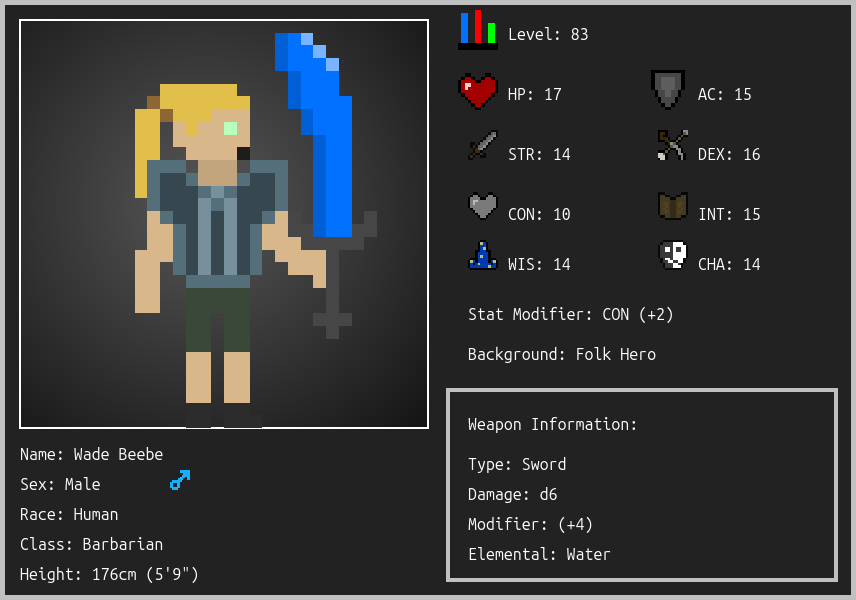 Level: 83
HP: 17
AC: 15
STR: 14
DEX: 16
CON: 10
INT: 15
WIS: 14
CHA: 14
Stat Modifier: CON (+2)
Background: Folk Hero
Weapon Information:
Type: Sword
Damage: d6
Modifier: (+4)
Elemental: Water
Name: Wade Beebe
Sex: Male
Race: Human
Class: Barbarian
Height: 176cm (5'9")